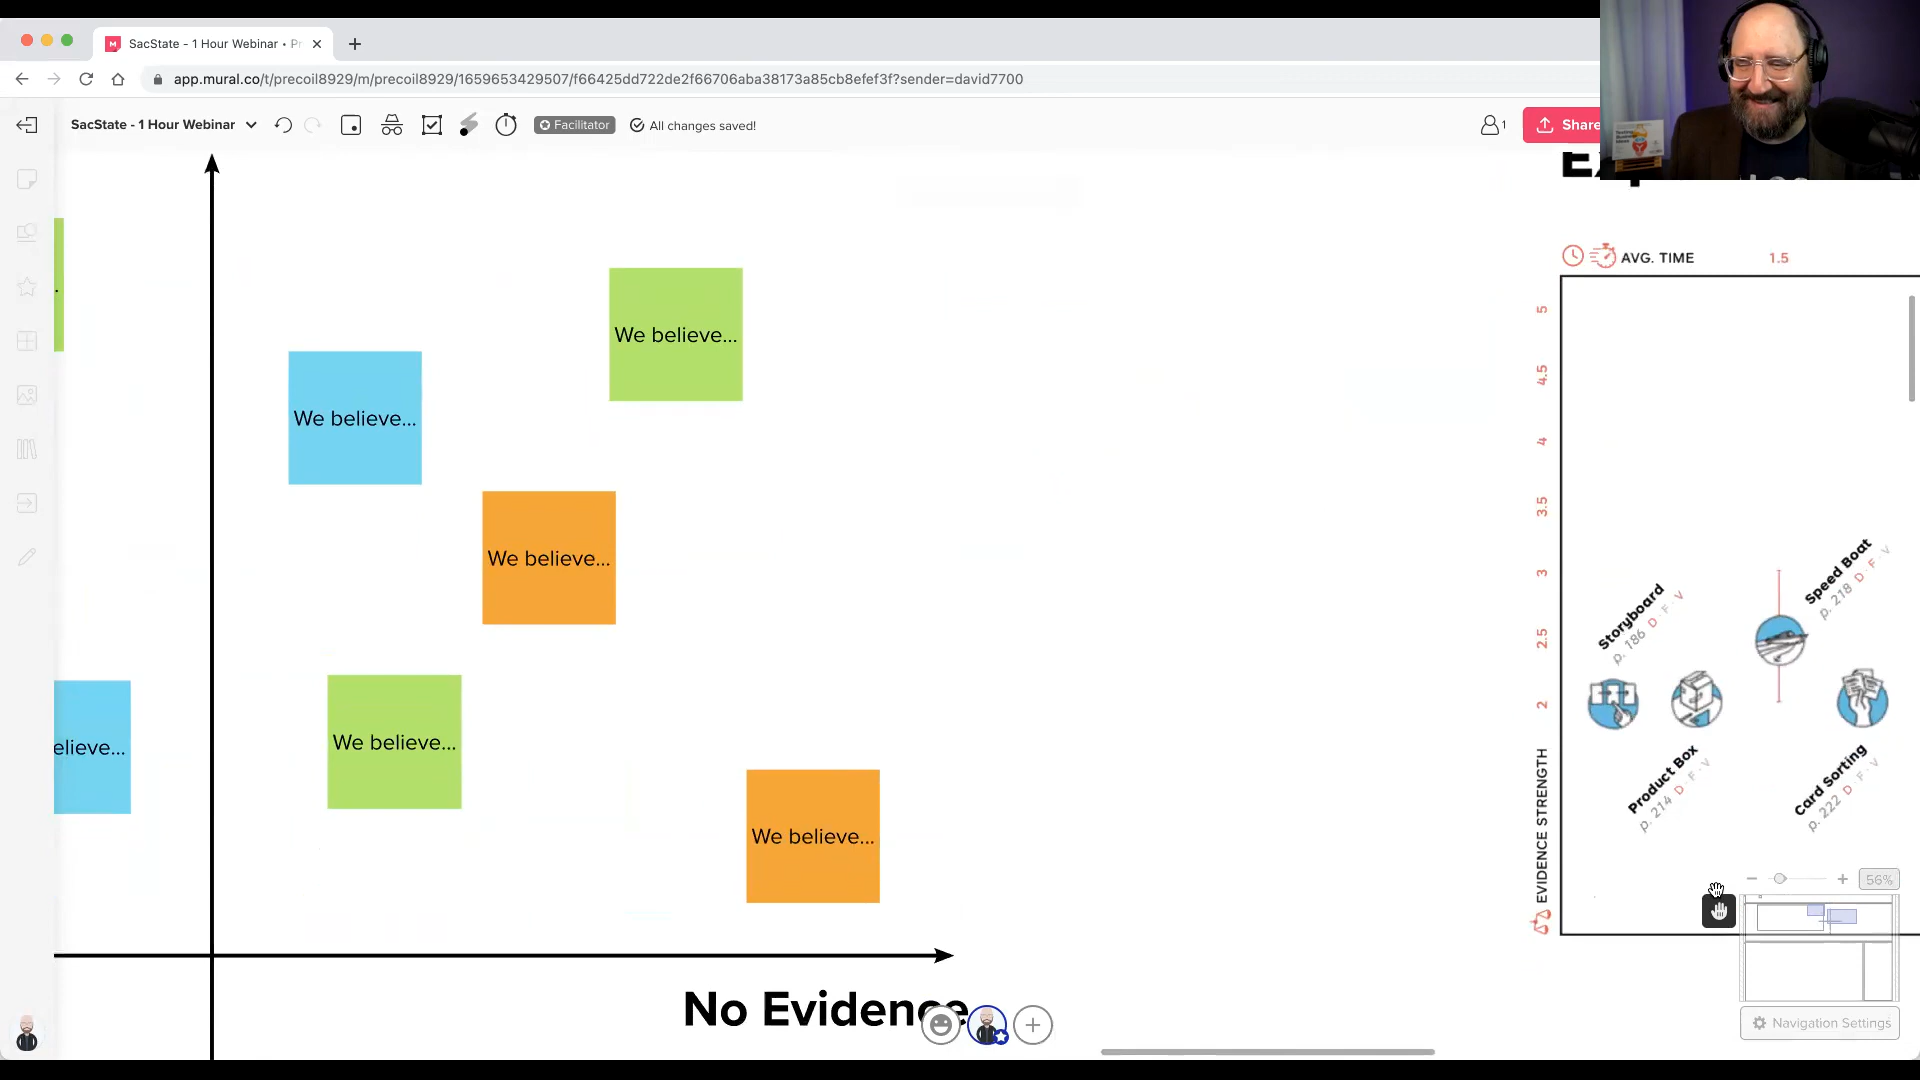 SacState - 1 Hour Webinar • Pr
app.mural.co/t/precoil8929/m/precoil8929/1659653429507/f66425dd722de2f66706aba38173a85cb8efef3f?sender=david7700
SacState - 1 Hour Webinar
Facilitator
All changes saved!
1
Share
AVG. TIME
1.5
We believe...
We believe...
We believe...
We believe...
We believe...
elieve...
5
4.5
4
3.5
3
2.5
2
EVIDENCE STRENGTH
Storyboard
p. 186 D · F · V
Speed Boat
p. 218 D · F · V
Product Box
p. 214 D · F · V
Card Sorting
p. 222 D · F · V
56%
No Evidence
Navigation Settings